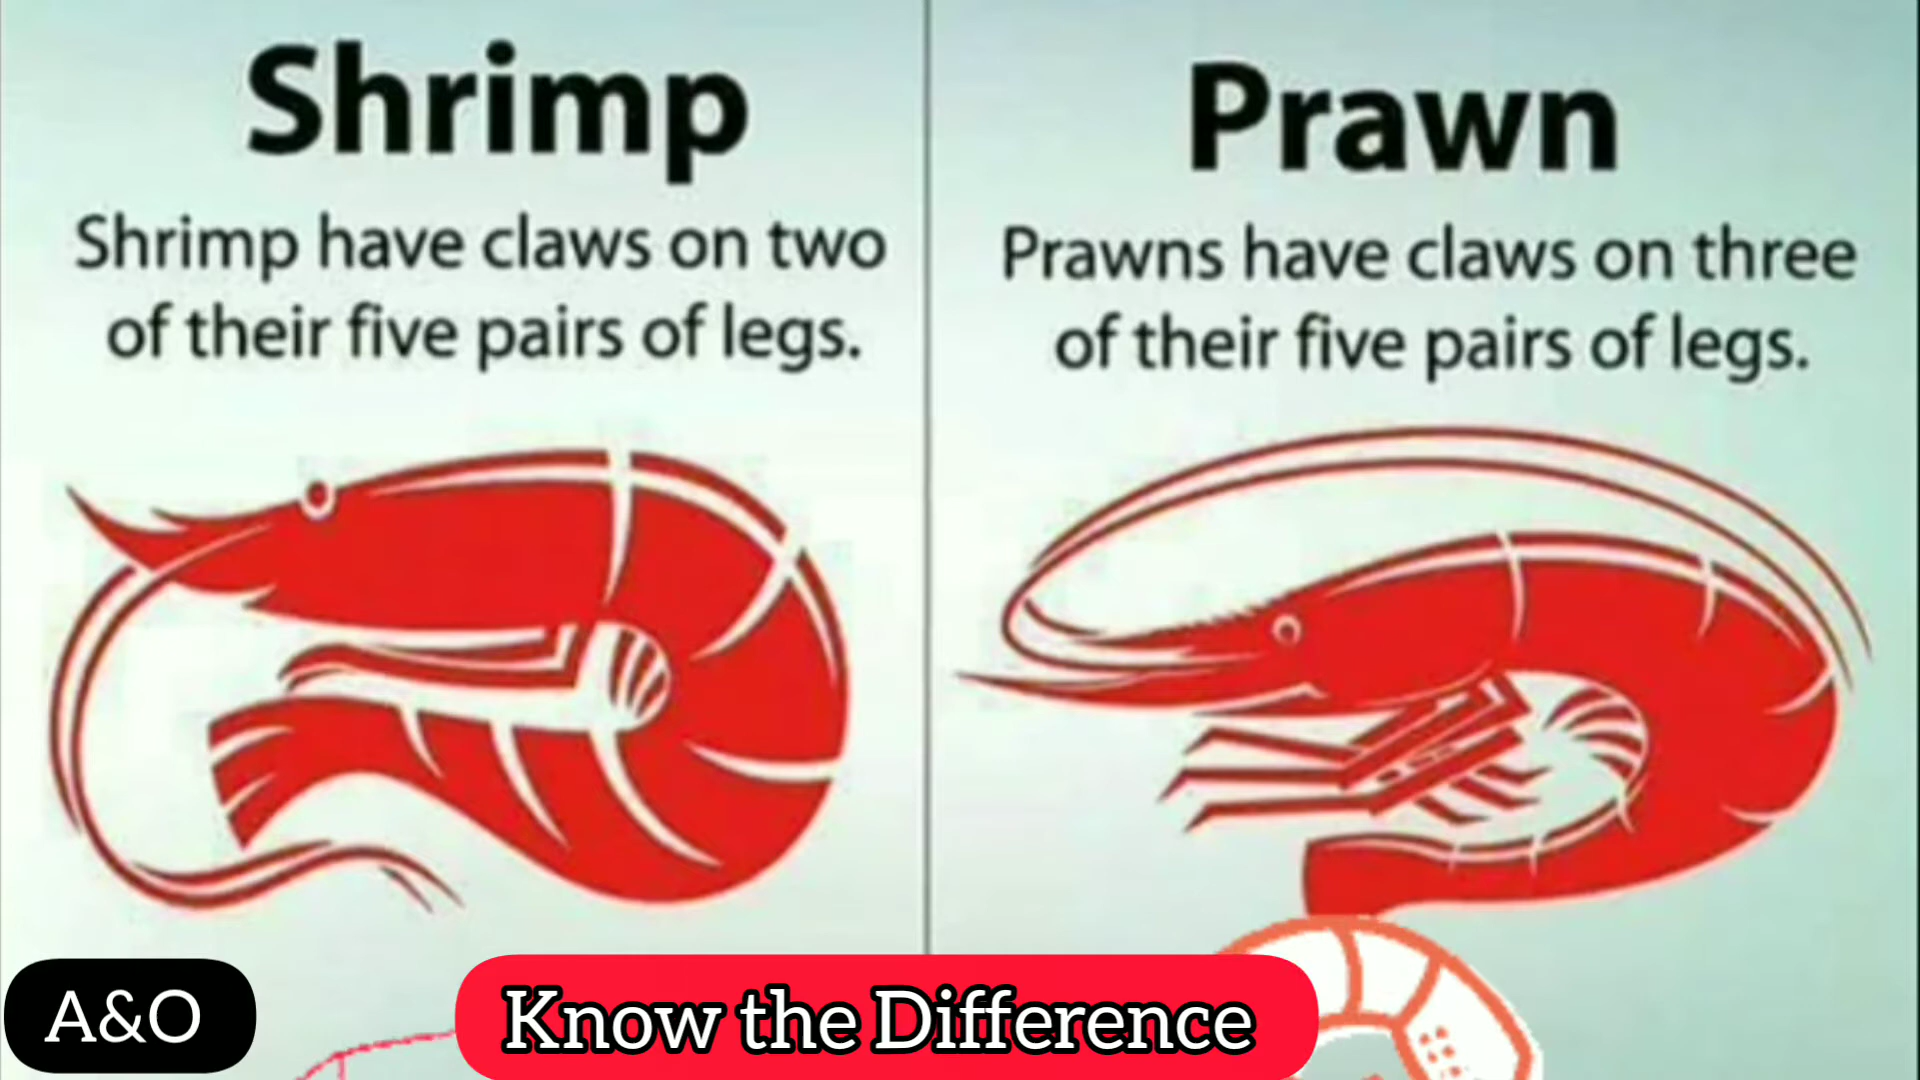 Shrimp
Shrimp have claws on two
of their five pairs of legs.
Prawn
Prawns have claws on three
of their five pairs of legs.
A&O
Know the Difference